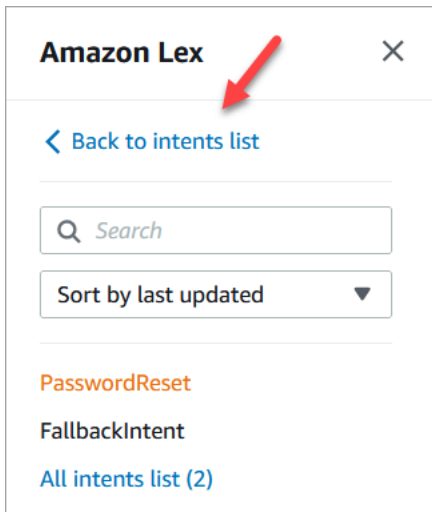 Amazon Lex
Back to intents list
Search
Sort by last updated
PasswordReset
FallbackIntent
All intents list (2)